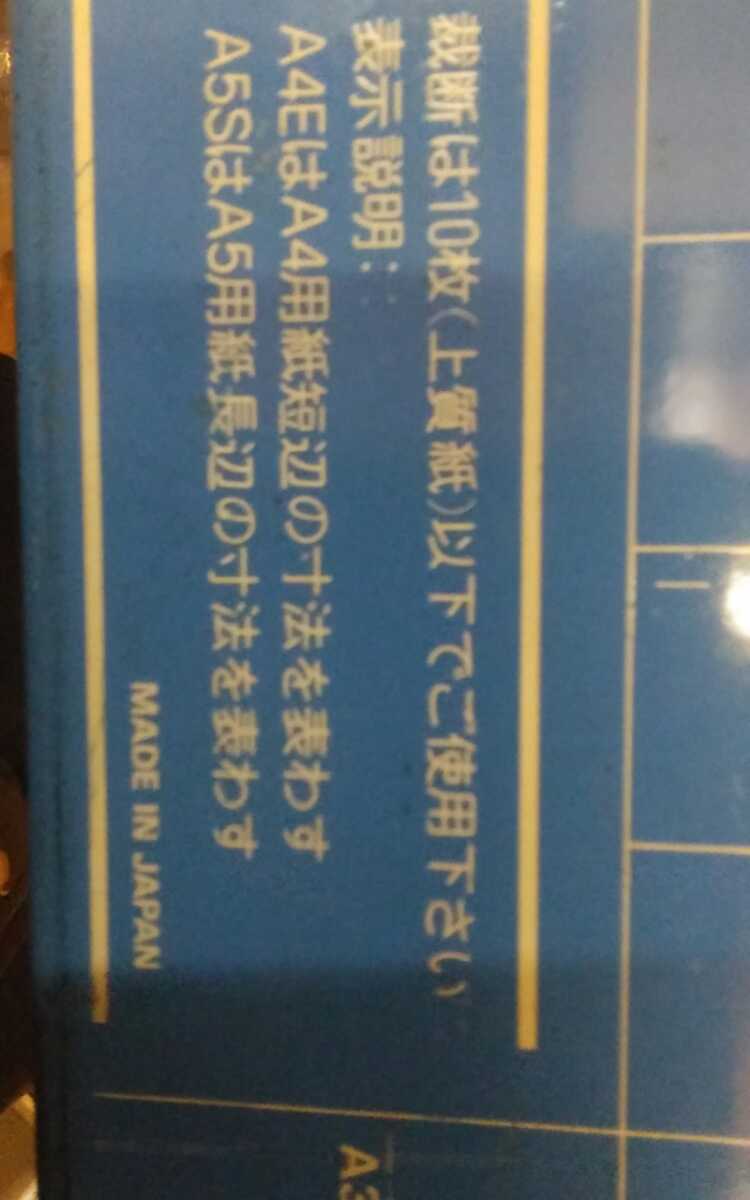 裁断は10枚(上質紙)以下でご使用下さい
表示説明:
A4EはA4用紙短辺の寸法を表わす
A5SはA5用紙長辺の寸法を表わす
MADE IN JAPAN
A3